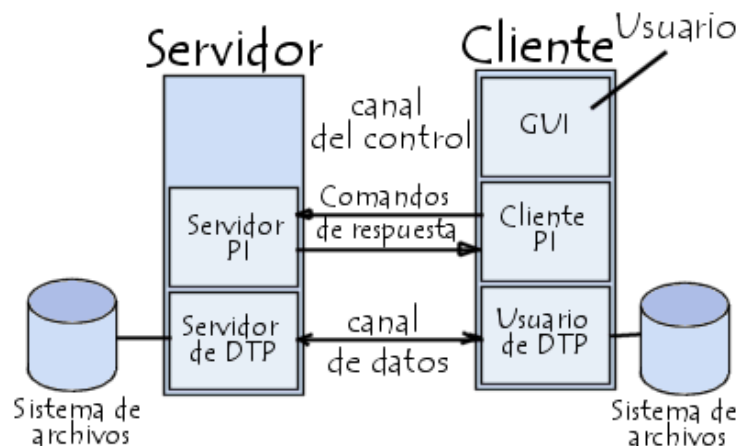 Servidor
Cliente
Usuario
canal
del control
GUI
Comandos
de respuesta
Servidor
PI
Cliente
PI
Servidor
de DTP
canal
de datos
Usuario
de DTP
Sistema de
archivos
Sistema de
archivos